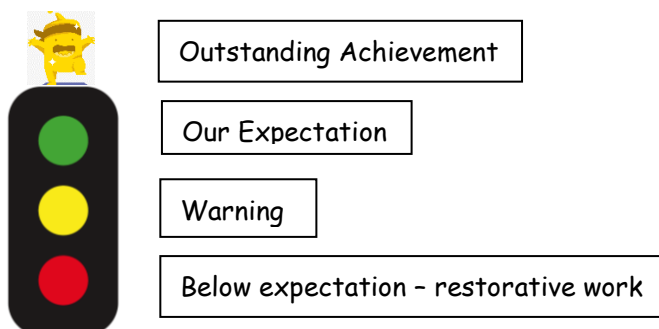 Outstanding Achievement
Our Expectation
Warning
Below expectation – restorative work